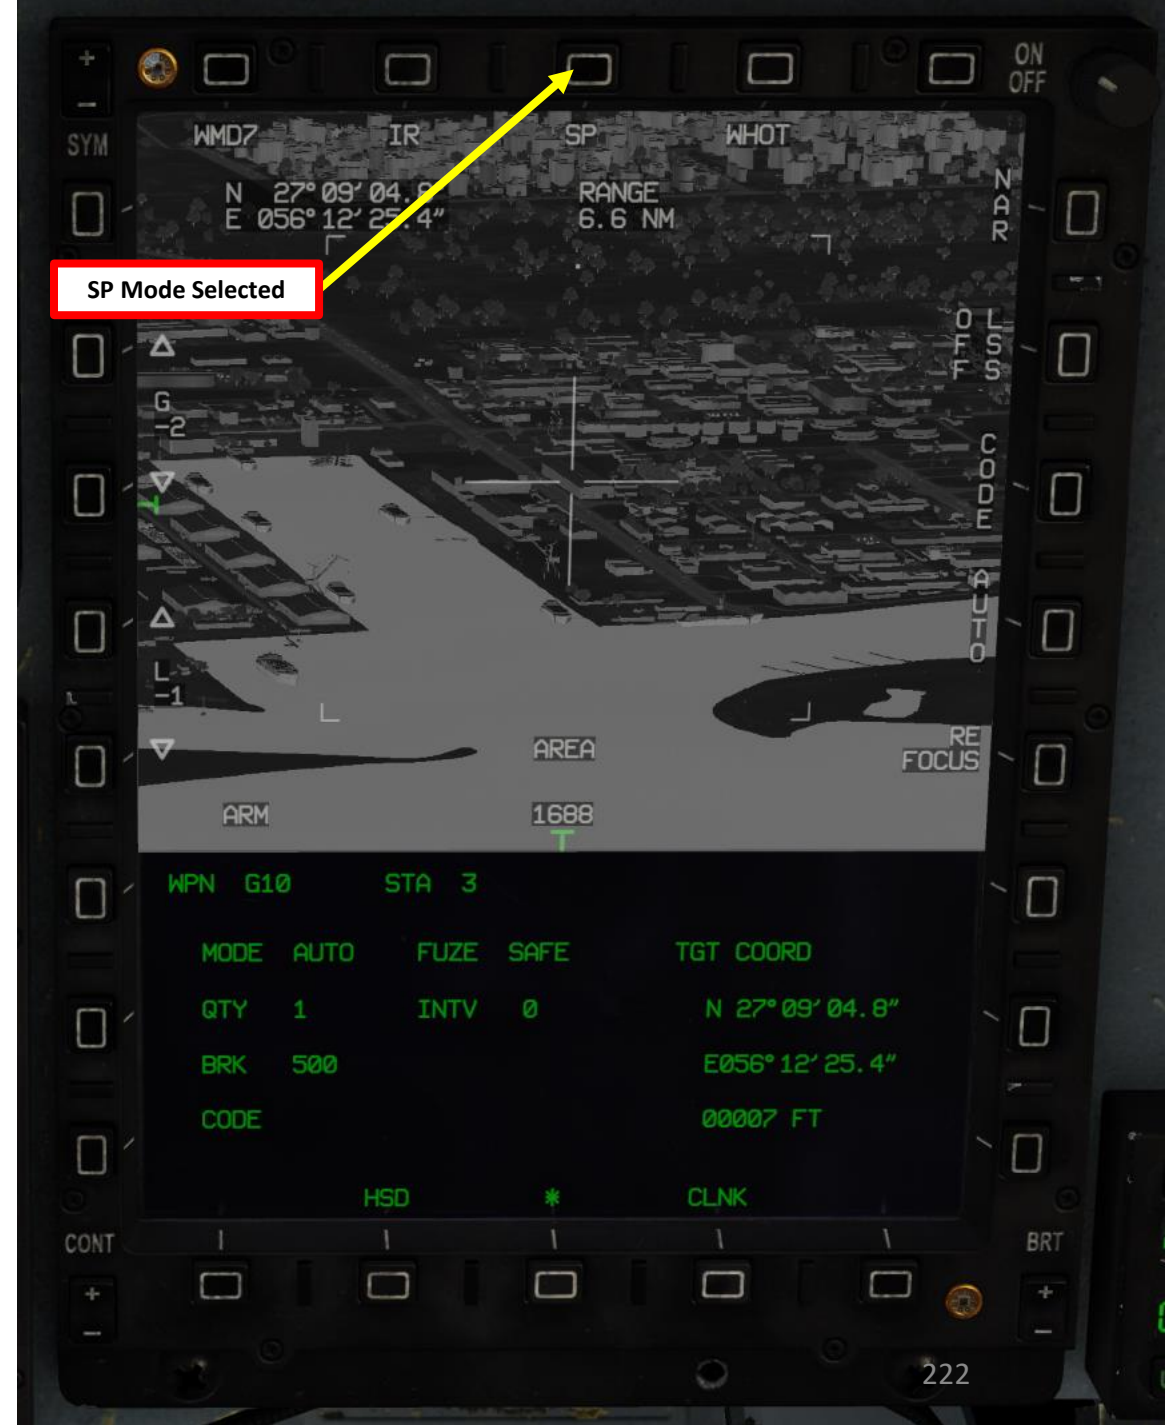 ON
OFF
+
–
SYM
WMD7 IR SP WHOT
N 27°09′04.8″ RANGE
E 056°12′25.4″ 6.6 NM
NAR
SP Mode Selected
OFF LSS
G
-2
CODE
AUTO
L
-1
AREA
RE
FOCUS
ARM 1688
T
WPN G10 STA 3
MODE AUTO FUZE SAFE TGT COORD
QTY 1 INTV 0 N 27°09′04.8″
BRK 500 E056°12′25.4″
CODE 00007 FT
HSD * CLNK
CONT BRT
+ +
– –
222